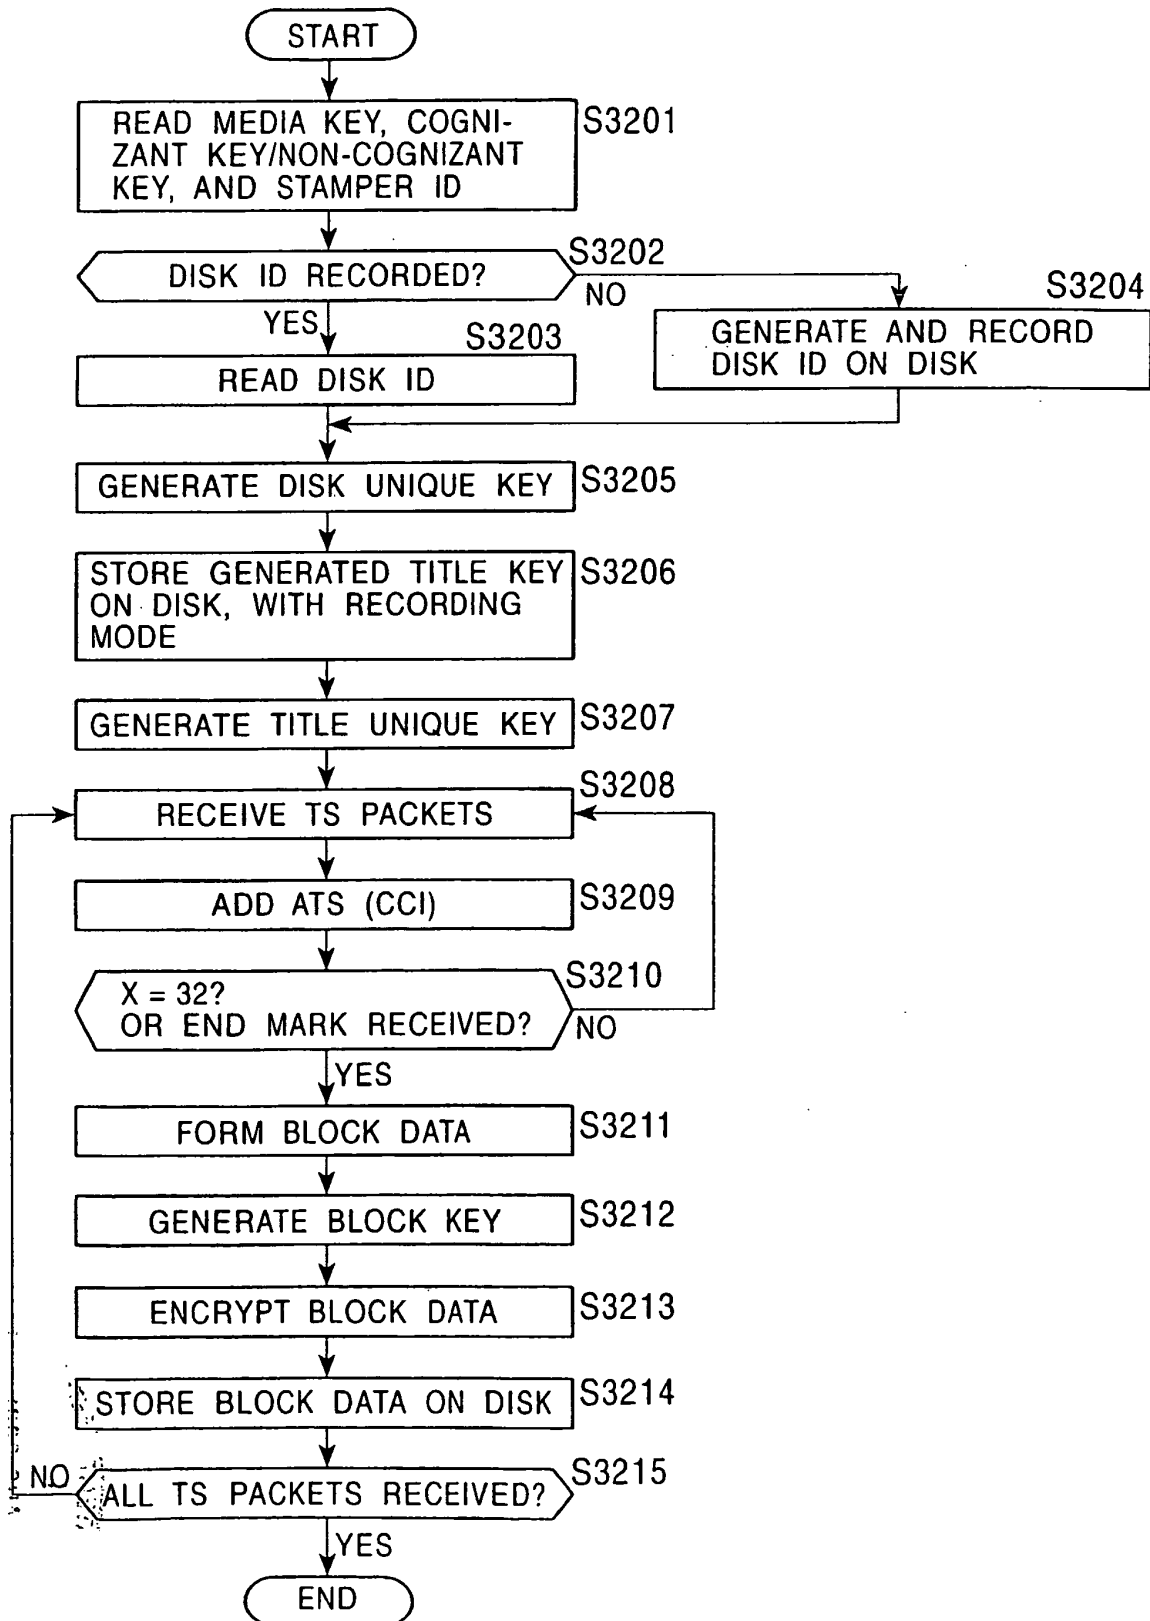 START
READ MEDIA KEY, COGNI-
ZANT KEY/NON-COGNIZANT
KEY, AND STAMPER ID
S3201
DISK ID RECORDED?
S3202
NO
YES
S3203
READ DISK ID
S3204
GENERATE AND RECORD
DISK ID ON DISK
GENERATE DISK UNIQUE KEY
S3205
STORE GENERATED TITLE KEY
ON DISK, WITH RECORDING
MODE
S3206
GENERATE TITLE UNIQUE KEY
S3207
RECEIVE TS PACKETS
S3208
ADD ATS (CCI)
S3209
X = 32?
OR END MARK RECEIVED?
S3210
NO
YES
FORM BLOCK DATA
S3211
GENERATE BLOCK KEY
S3212
ENCRYPT BLOCK DATA
S3213
STORE BLOCK DATA ON DISK
S3214
NO
ALL TS PACKETS RECEIVED?
S3215
YES
END